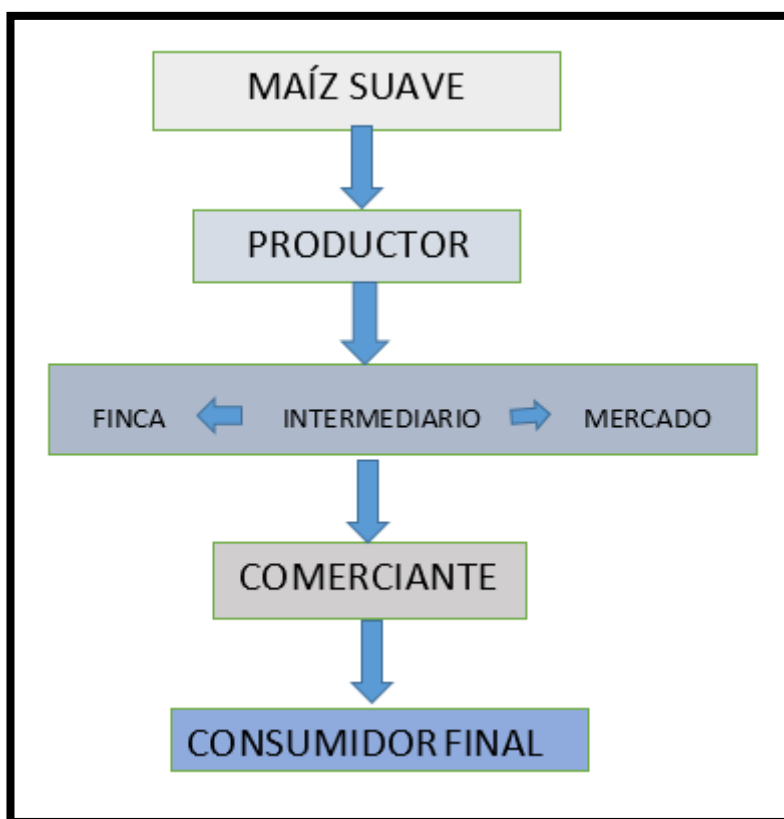 MAÍZ SUAVE
PRODUCTOR
FINCA INTERMEDIARIO MERCADO
COMERCIANTE
CONSUMIDOR FINAL